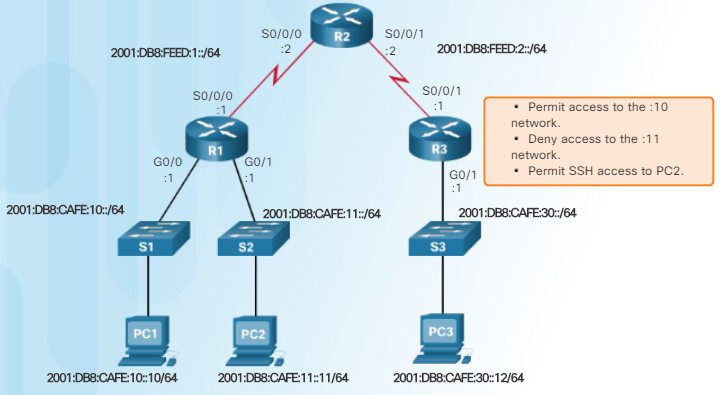 R2
S0/0/0
:2
S0/0/1
:2
2001:DB8:FEED:1::/64
2001:DB8:FEED:2::/64
S0/0/0
:1
S0/0/1
:1
R1
R3
• Permit access to the :10
network.
• Deny access to the :11
network.
• Permit SSH access to PC2.
G0/0
:1
G0/1
:1
G0/1
:1
2001:DB8:CAFE:10::/64
2001:DB8:CAFE:11::/64
2001:DB8:CAFE:30::/64
S1
S2
S3
PC1
PC2
PC3
2001:DB8:CAFE:10::10/64
2001:DB8:CAFE:11::11/64
2001:DB8:CAFE:30::12/64